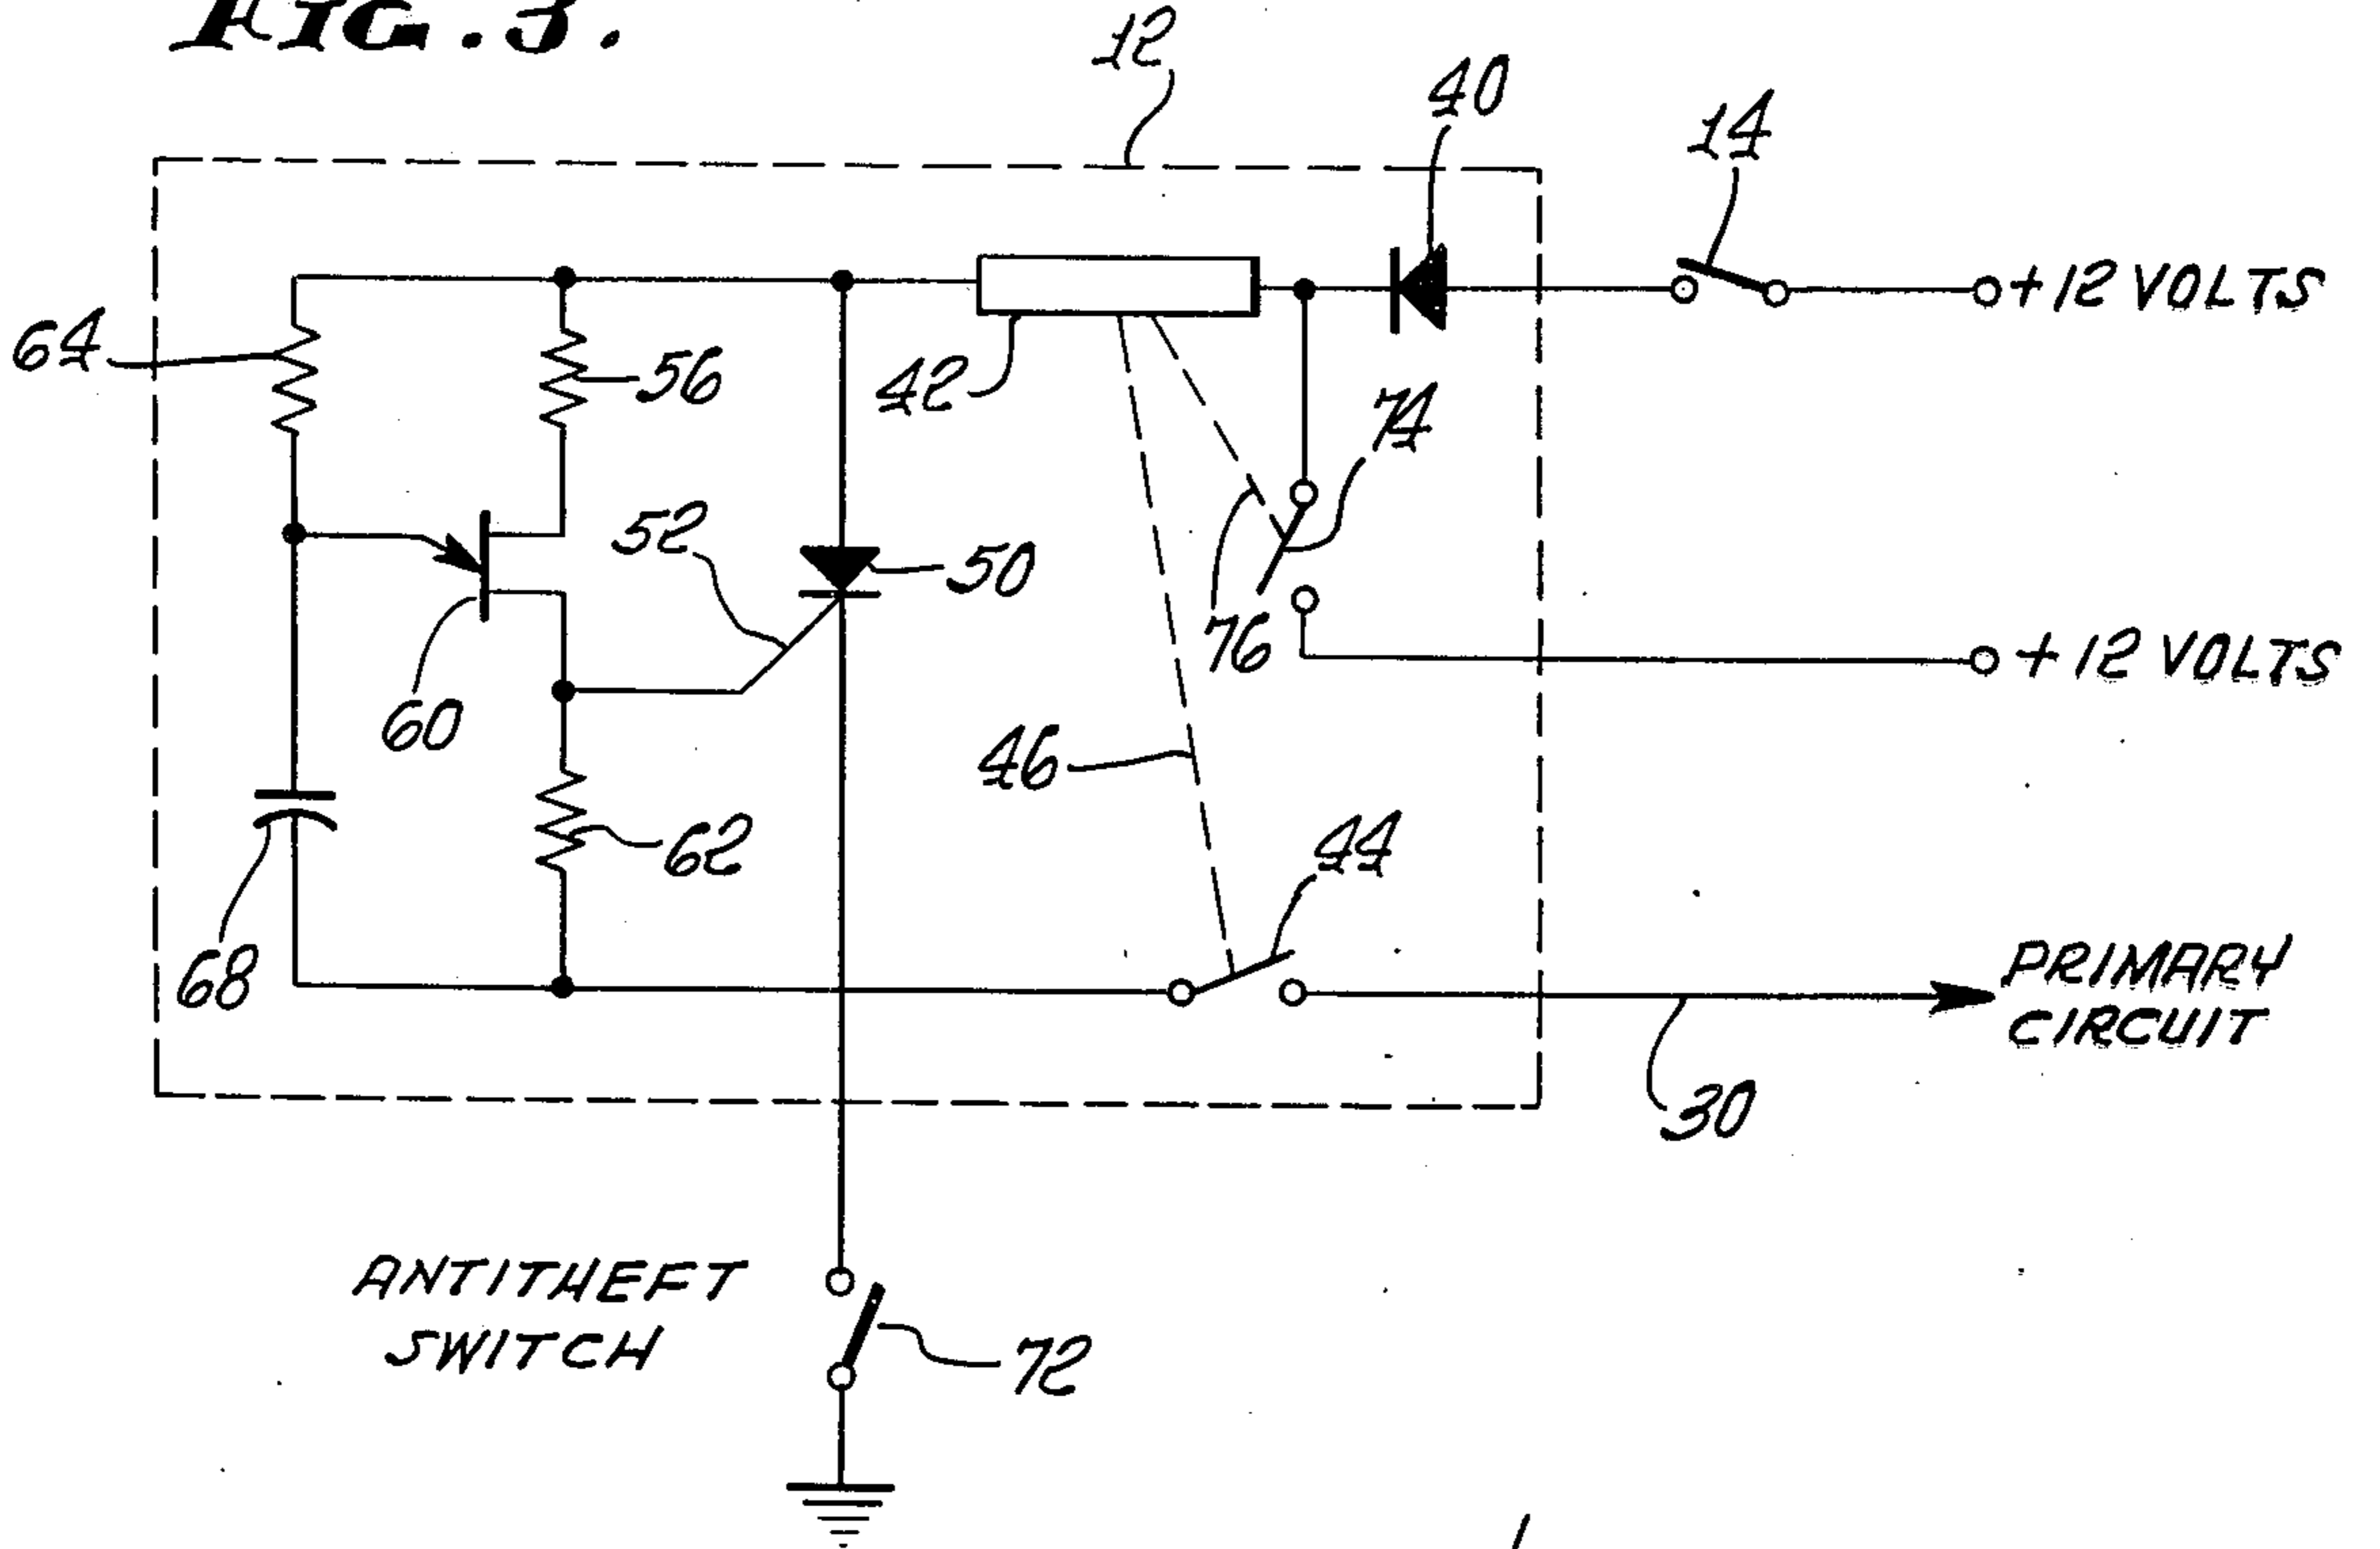 FIG. 3.
12
40
14
+12 VOLTS
64
56
42
74
52
50
76
+12 VOLTS
60
46
44
62
68
PRIMARY
CIRCUIT
30
ANTITHEFT
SWITCH
72